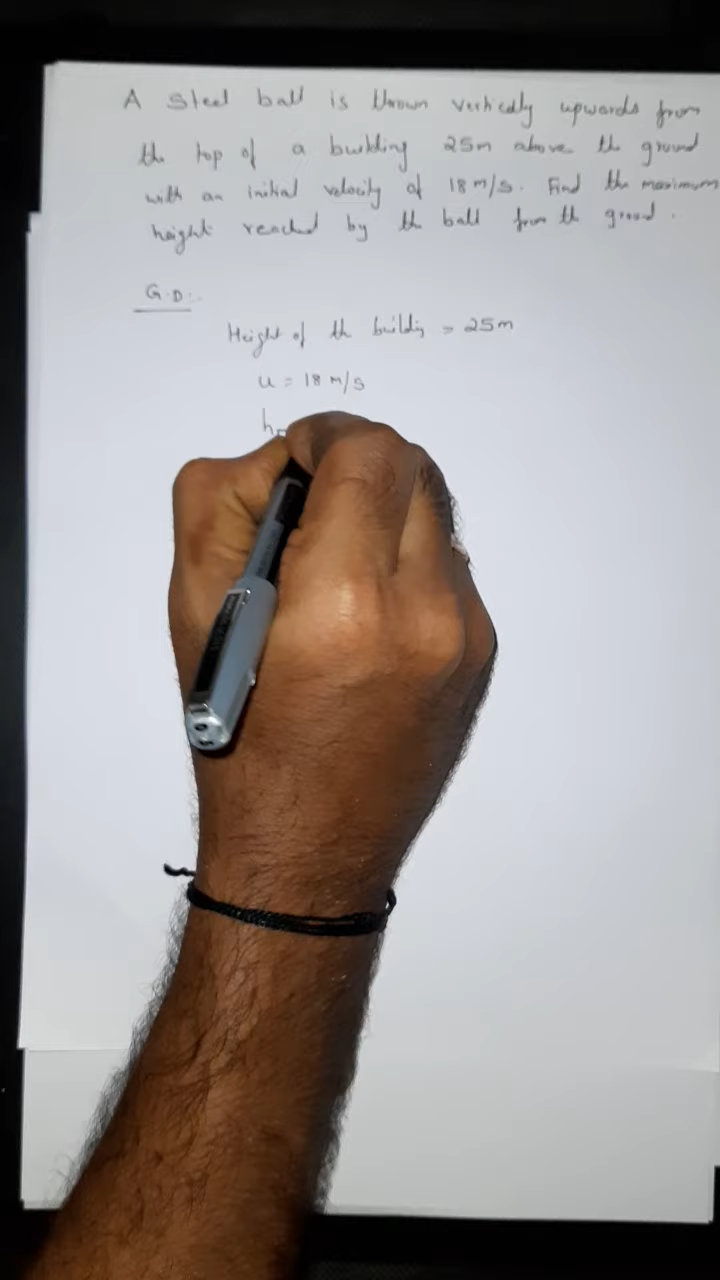 A steel ball is thrown vertically upwards from
the top of a building 25m above the ground
with an initial velocity of 18 m/s. Find the maximum
height reached by the ball from the ground.
G.D:-
Height of the building = 25m
u = 18 m/s
h